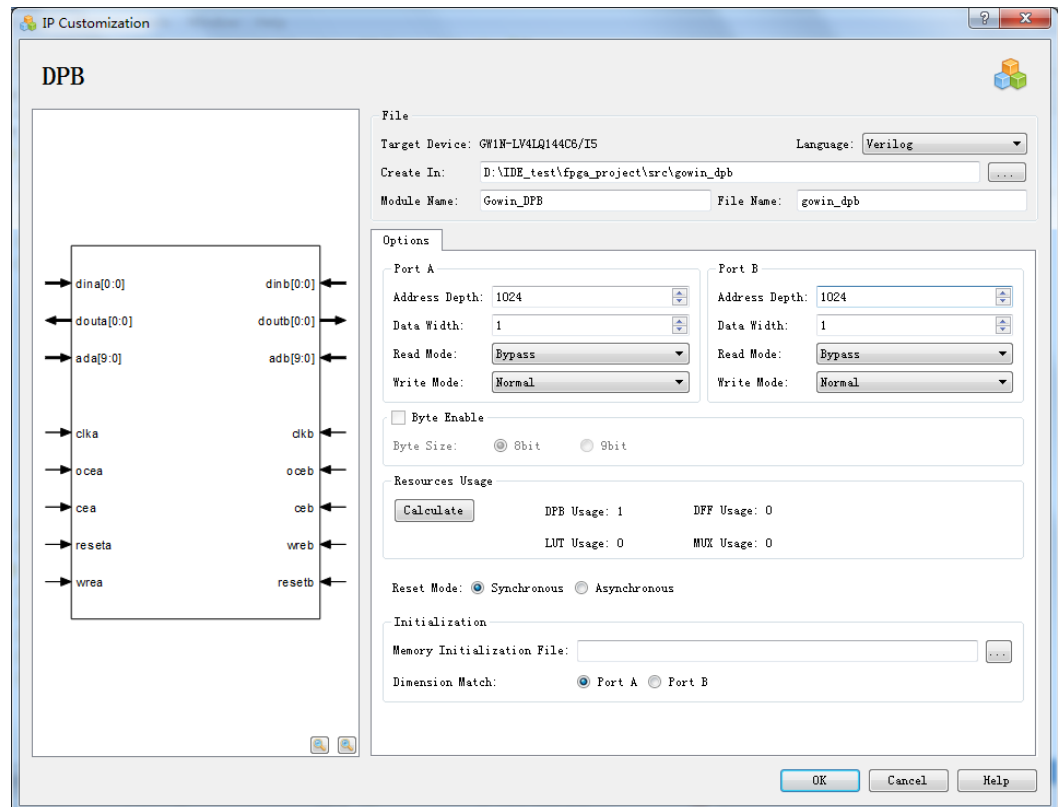 IP Customization
DPB
dina[0:0] dinb[0:0]
douta[0:0] doutb[0:0]
ada[9:0] adb[9:0]
clka clkb
ocea oceb
cea ceb
reseta wreb
wrea resetb
File
Target Device: GW1N-LV4LQ144C6/I5 Language: Verilog
Create In: D:\IDE_test\fpga_project\src\gowin_dpb ...
Module Name: Gowin_DPB File Name: gowin_dpb
Options
Port A Port B
Address Depth: 1024 Address Depth: 1024
Data Width: 1 Data Width: 1
Read Mode: Bypass Read Mode: Bypass
Write Mode: Normal Write Mode: Normal
Byte Enable
Byte Size: 8bit 9bit
Resources Usage
Calculate DPB Usage: 1 DFF Usage: 0
LUT Usage: 0 MUX Usage: 0
Reset Mode: Synchronous Asynchronous
Initialization
Memory Initialization File: ...
Dimension Match: Port A Port B
OK Cancel Help